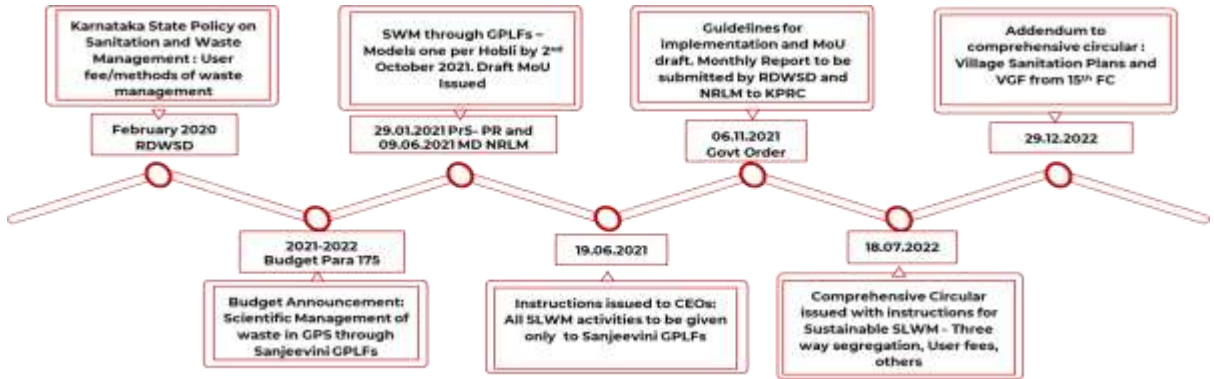 Karnataka State Policy on
Sanitation and Waste
Management : User
fee/methods of waste
management
February 2020
RDWSD
2021-2022
Budget Para 175
Budget Announcement:
Scientific Management of
waste in GPS through
Sanjeevini GPLFs
SWM through GPLFs –
Models one per Hobli by 2nd
October 2021. Draft MoU
Issued
29.01.2021 PrS- PR and
09.06.2021 MD NRLM
19.06.2021
Instructions issued to CEOs:
All SLWM activities to be given
only to Sanjeevini GPLFs
Guidelines for
implementation and MoU
draft. Monthly Report to be
submitted by RDWSD and
NRLM to KPRC
06.11.2021
Govt Order
18.07.2022
Comprehensive Circular
issued with instructions for
Sustainable SLWM - Three
way segregation, User fees,
others
Addendum to
comprehensive circular :
Village Sanitation Plans and
VGF from 15th FC
29.12.2022